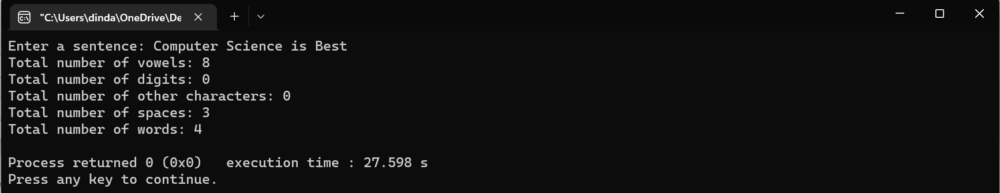 "C:\Users\dinda\OneDrive\De
Enter a sentence: Computer Science is Best
Total number of vowels: 8
Total number of digits: 0
Total number of other characters: 0
Total number of spaces: 3
Total number of words: 4
Process returned 0 (0x0)   execution time : 27.598 s
Press any key to continue.